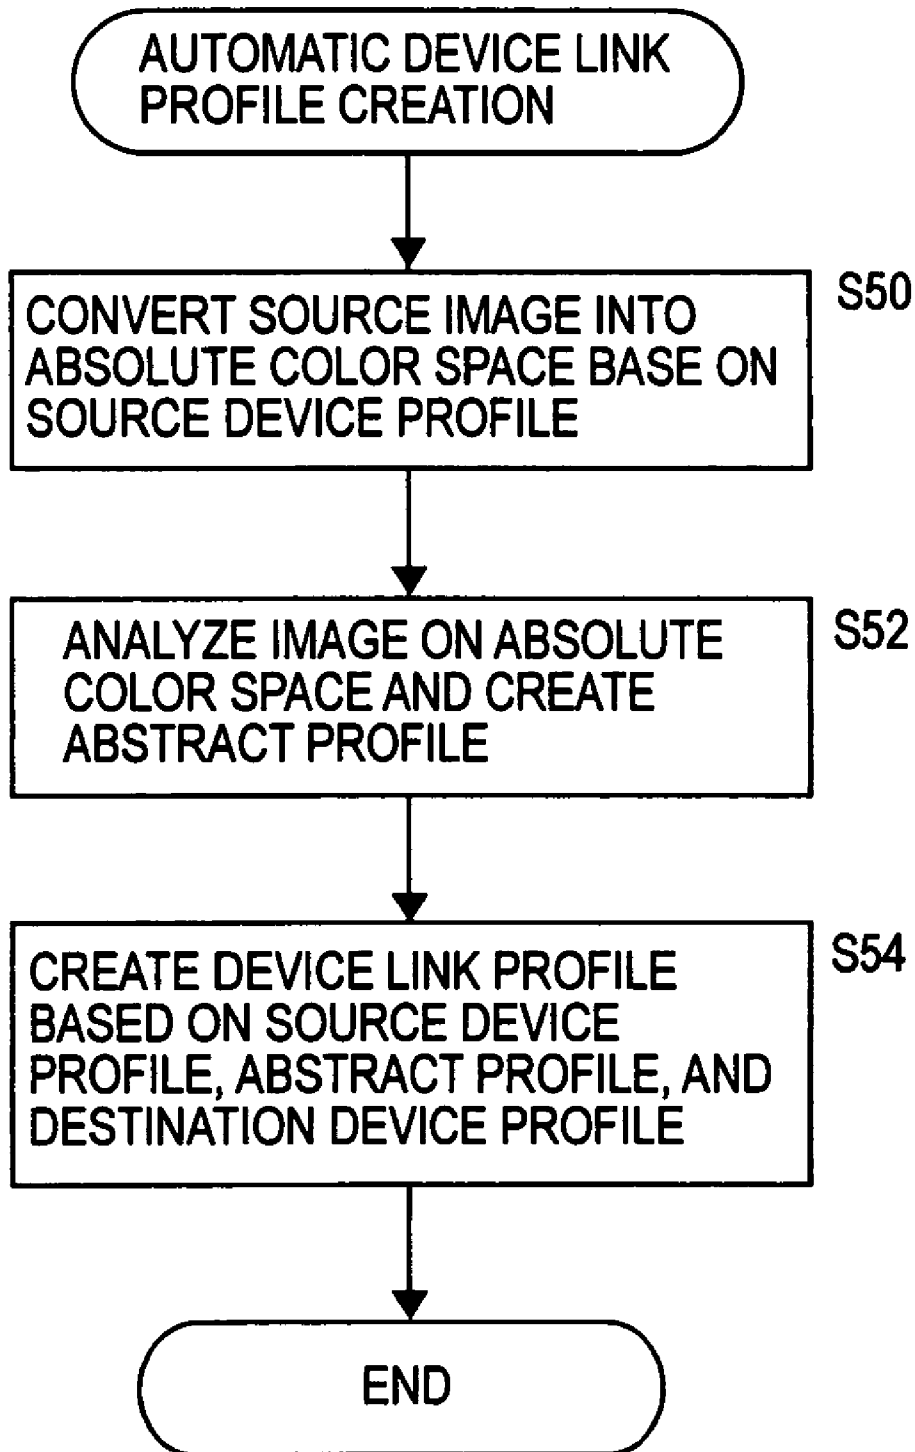 AUTOMATIC DEVICE LINK
PROFILE CREATION
S50
CONVERT SOURCE IMAGE INTO
ABSOLUTE COLOR SPACE BASE ON
SOURCE DEVICE PROFILE
S52
ANALYZE IMAGE ON ABSOLUTE
COLOR SPACE AND CREATE
ABSTRACT PROFILE
S54
CREATE DEVICE LINK PROFILE
BASED ON SOURCE DEVICE
PROFILE, ABSTRACT PROFILE, AND
DESTINATION DEVICE PROFILE
END